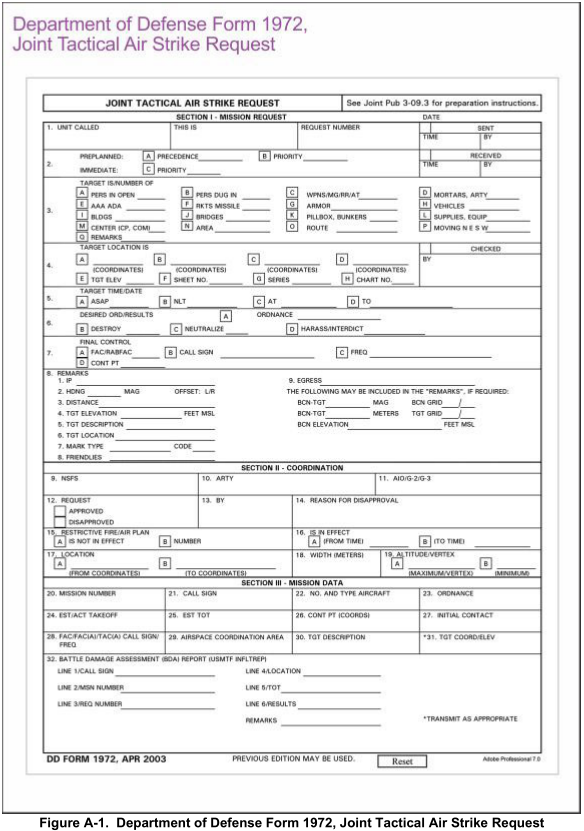 Department of Defense Form 1972,
Joint Tactical Air Strike Request
JOINT TACTICAL AIR STRIKE REQUEST See Joint Pub 3-09.3 for preparation instructions.
SECTION I - MISSION REQUEST DATE
1. UNIT CALLED THIS IS REQUEST NUMBER SENT
TIME BY
2. PREPLANNED: A PRECEDENCE B PRIORITY RECEIVED
IMMEDIATE: C PRIORITY TIME BY
3. TARGET IS/NUMBER OF
A PERS IN OPEN B PERS DUG IN C WPNS/MG/RR/AT D MORTARS, ARTY
E AAA ADA F RKTS MISSILE G ARMOR H VEHICLES
I BLDGS J BRIDGES K PILLBOX, BUNKERS L SUPPLIES, EQUIP
M CENTER (CP, COM) N AREA O ROUTE P MOVING N E S W
Q REMARKS
4. TARGET LOCATION IS CHECKED
A B C D BY
(COORDINATES) (COORDINATES) (COORDINATES) (COORDINATES)
E TGT ELEV F SHEET NO. G SERIES H CHART NO.
5. TARGET TIME/DATE
A ASAP B NLT C AT D TO
6. DESIRED ORD/RESULTS A ORDNANCE
B DESTROY C NEUTRALIZE D HARASS/INTERDICT
7. FINAL CONTROL
A FAC/RABFAC B CALL SIGN C FREQ
D CONT PT
8. REMARKS
1. IP 9. EGRESS
2. HDNG MAG OFFSET: L/R THE FOLLOWING MAY BE INCLUDED IN THE "REMARKS", IF REQUIRED:
3. DISTANCE BCN-TGT MAG BCN GRID /
4. TGT ELEVATION FEET MSL BCN-TGT METERS TGT GRID /
5. TGT DESCRIPTION BCN ELEVATION FEET MSL
6. TGT LOCATION
7. MARK TYPE CODE
8. FRIENDLIES
SECTION II - COORDINATION
9. NSFS 10. ARTY 11. AIO/G-2/G-3
12. REQUEST 13. BY 14. REASON FOR DISAPPROVAL
APPROVED
DISAPPROVED
15. RESTRICTIVE FIRE/AIR PLAN 16. IS IN EFFECT
A IS NOT IN EFFECT B NUMBER A (FROM TIME) B (TO TIME)
17. LOCATION 18. WIDTH (METERS) 19. ALTITUDE/VERTEX
A B A B
(FROM COORDINATES) (TO COORDINATES) (MAXIMUM/VERTEX) (MINIMUM)
SECTION III - MISSION DATA
20. MISSION NUMBER 21. CALL SIGN 22. NO. AND TYPE AIRCRAFT 23. ORDNANCE
24. EST/ACT TAKEOFF 25. EST TOT 26. CONT PT (COORDS) 27. INITIAL CONTACT
28. FAC/FAC(A)/TAC(A) CALL SIGN/ 29. AIRSPACE COORDINATION AREA 30. TGT DESCRIPTION *31. TGT COORD/ELEV
FREQ
32. BATTLE DAMAGE ASSESSMENT (BDA) REPORT (USMTF INFLTREP)
LINE 1/CALL SIGN LINE 4/LOCATION
LINE 2/MSN NUMBER LINE 5/TOT
LINE 3/REQ NUMBER LINE 6/RESULTS
REMARKS *TRANSMIT AS APPROPRIATE
DD FORM 1972, APR 2003 PREVIOUS EDITION MAY BE USED. Reset Adobe Professional 7.0
Figure A-1. Department of Defense Form 1972, Joint Tactical Air Strike Request